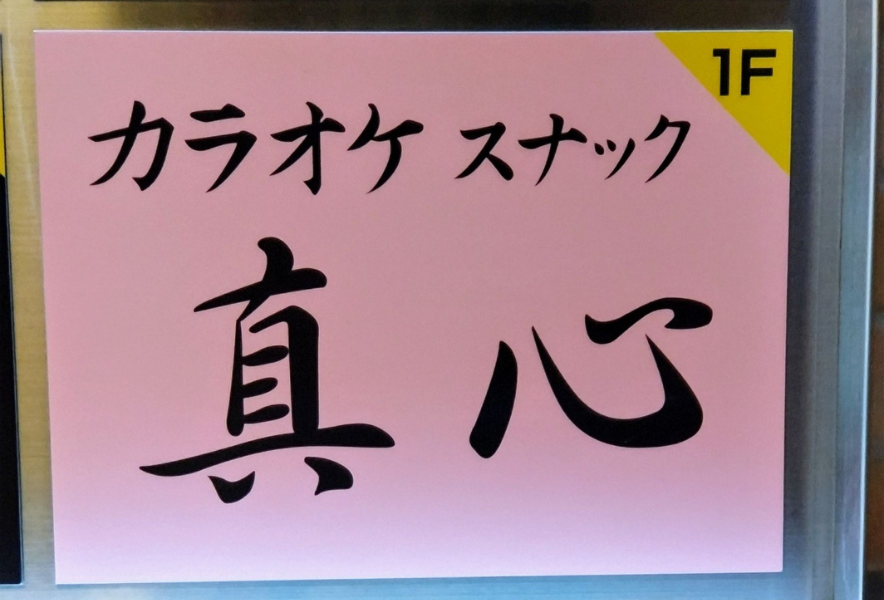 1F
カラオケ スナック
真心